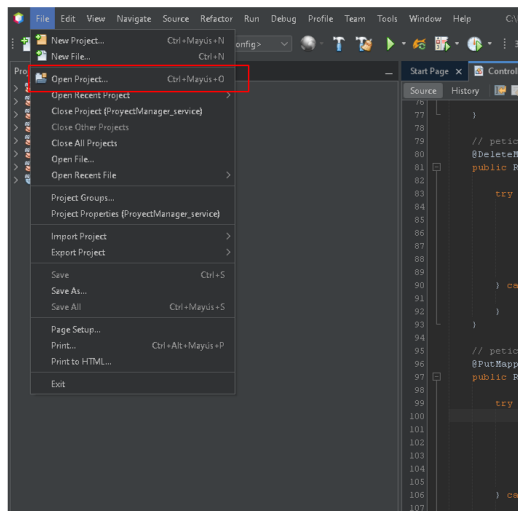 File Edit View Navigate Source Refactor Run Debug Profile Team Tools Window Help C:\
onfig>
New Project... Ctrl+Mayús+N
New File... Ctrl+N
Open Project... Ctrl+Mayús+O
Open Recent Project
Close Project (ProyectManager_service)
Close Other Projects
Close All Projects
Open File...
Open Recent File
Project Groups...
Project Properties (ProyectManager_service)
Import Project
Export Project
Save Ctrl+S
Save As...
Save All Ctrl+Mayús+S
Page Setup...
Print... Ctrl+Alt+Mayús+P
Print to HTML...
Exit
Pro
Start Page Control
Source History
76
77 }
78
79 // petic
80 @DeleteM
81 public R
82
83 try
84
85
86
87
88
89
90 } ca
91
92 }
93 }
94
95 // petic
96 @PutMapp
97 public R
98
99 try
100
101
102
103
104
105
106 } ca
107